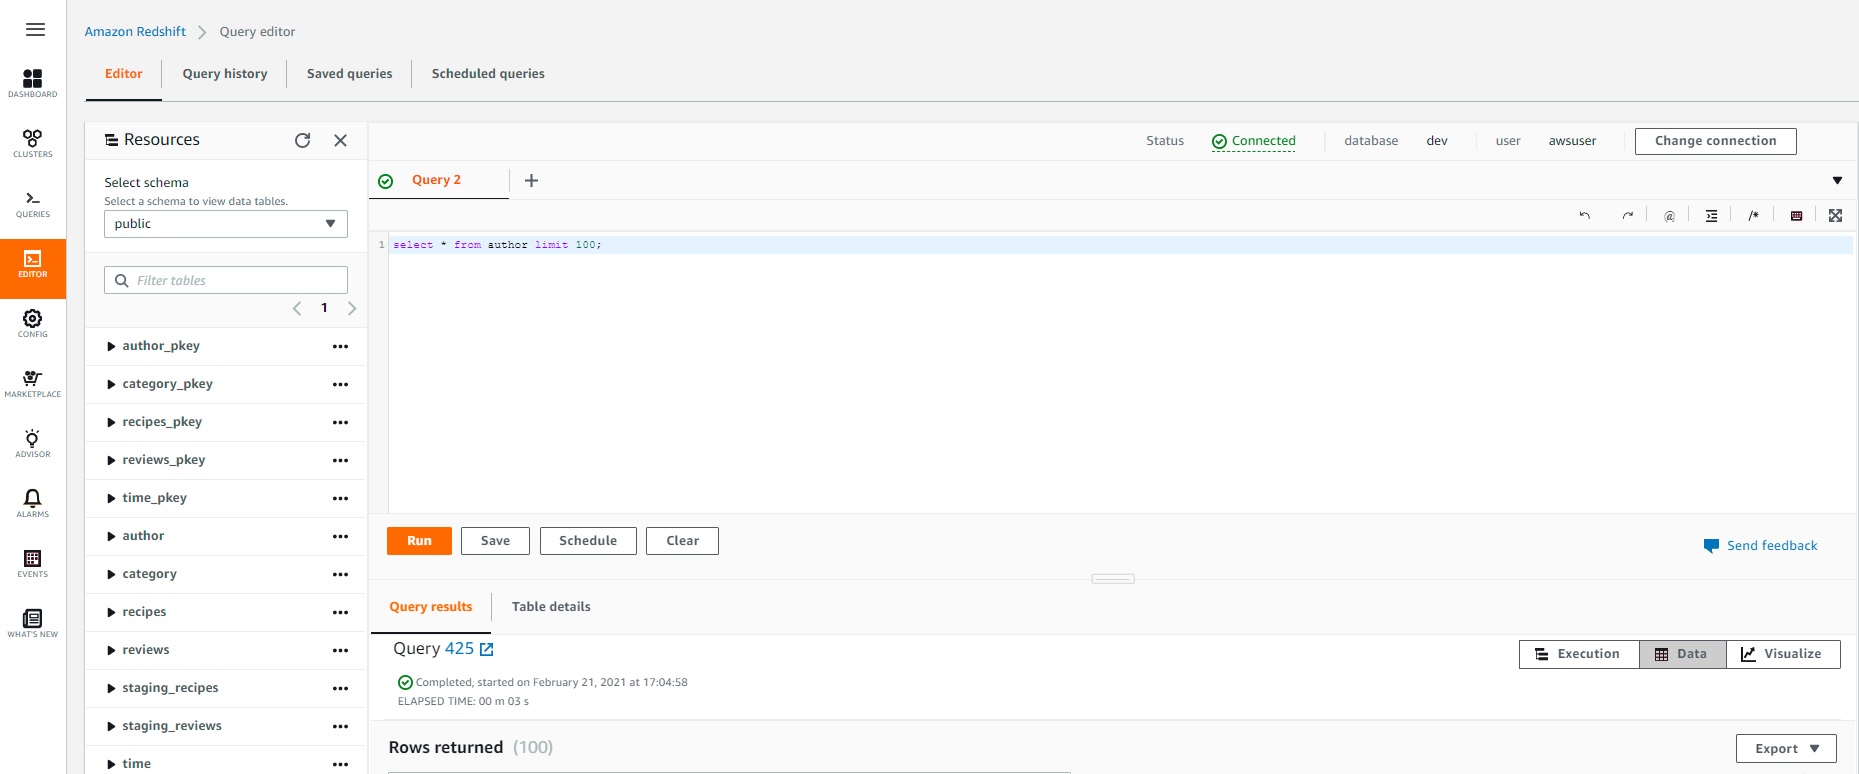 Amazon Redshift > Query editor
Editor Query history Saved queries Scheduled queries
DASHBOARD
CLUSTERS
QUERIES
EDITOR
CONFIG
MARKETPLACE
ADVISOR
ALARMS
EVENTS
WHAT'S NEW
Resources
Select schema
Select a schema to view data tables.
public
Filter tables
1
author_pkey
category_pkey
recipes_pkey
reviews_pkey
time_pkey
author
category
recipes
reviews
staging_recipes
staging_reviews
time
Status Connected database dev user awsuser Change connection
Query 2 +
@ /*
1 select * from author limit 100;
Run Save Schedule Clear
Send feedback
Query results Table details
Query 425
Execution Data Visualize
Completed, started on February 21, 2021 at 17:04:58
ELAPSED TIME: 00 m 03 s
Rows returned (100)
Export